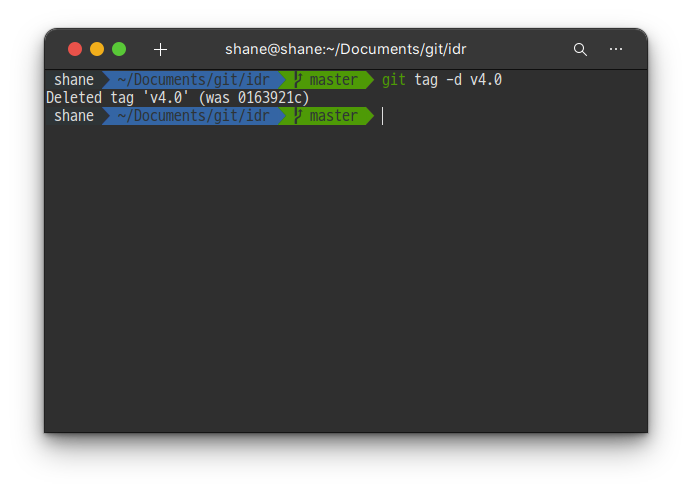 shane@shane:~/Documents/git/idr
shane ~/Documents/git/idr master git tag -d v4.0
Deleted tag 'v4.0' (was 0163921c)
shane ~/Documents/git/idr master